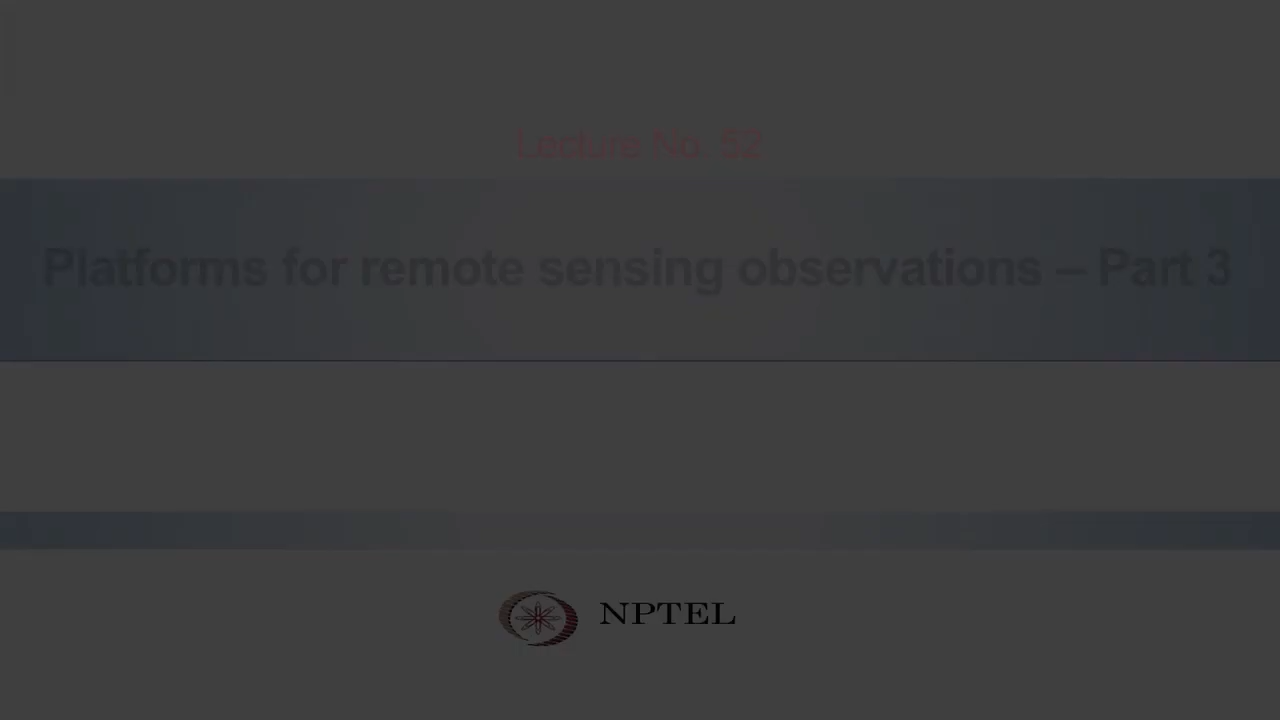 Lecture No. 52
Platforms for remote sensing observations – Part 3
NPTEL